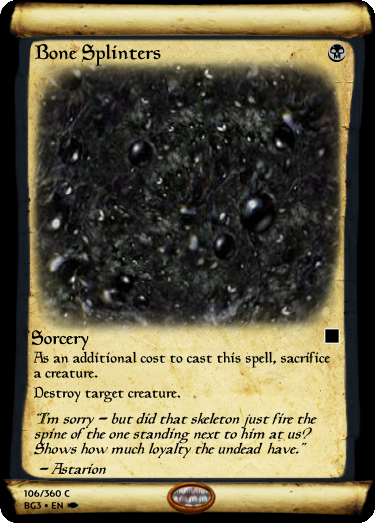 Bone Splinters
Sorcery
As an additional cost to cast this spell, sacrifice
a creature.
Destroy target creature.
"I'm sorry – but did that skeleton just fire the
spine of the one standing next to him at us?
Shows how much loyalty the undead have."
– Astarion
106/360 C
BG3 • EN